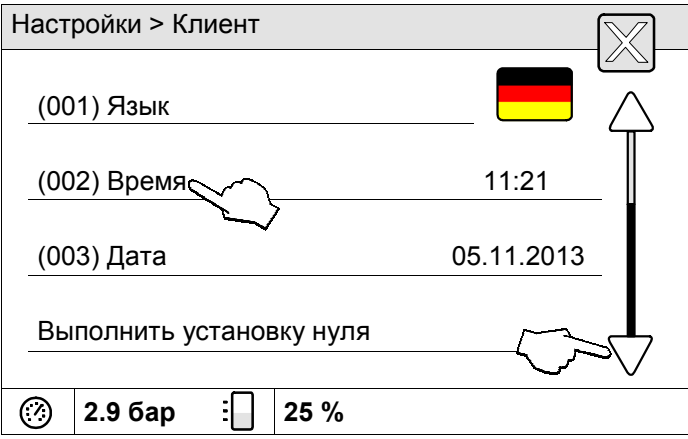 Настройки > Клиент
(001) Язык
(002) Время 11:21
(003) Дата 05.11.2013
Выполнить установку нуля
2.9 бар 25 %